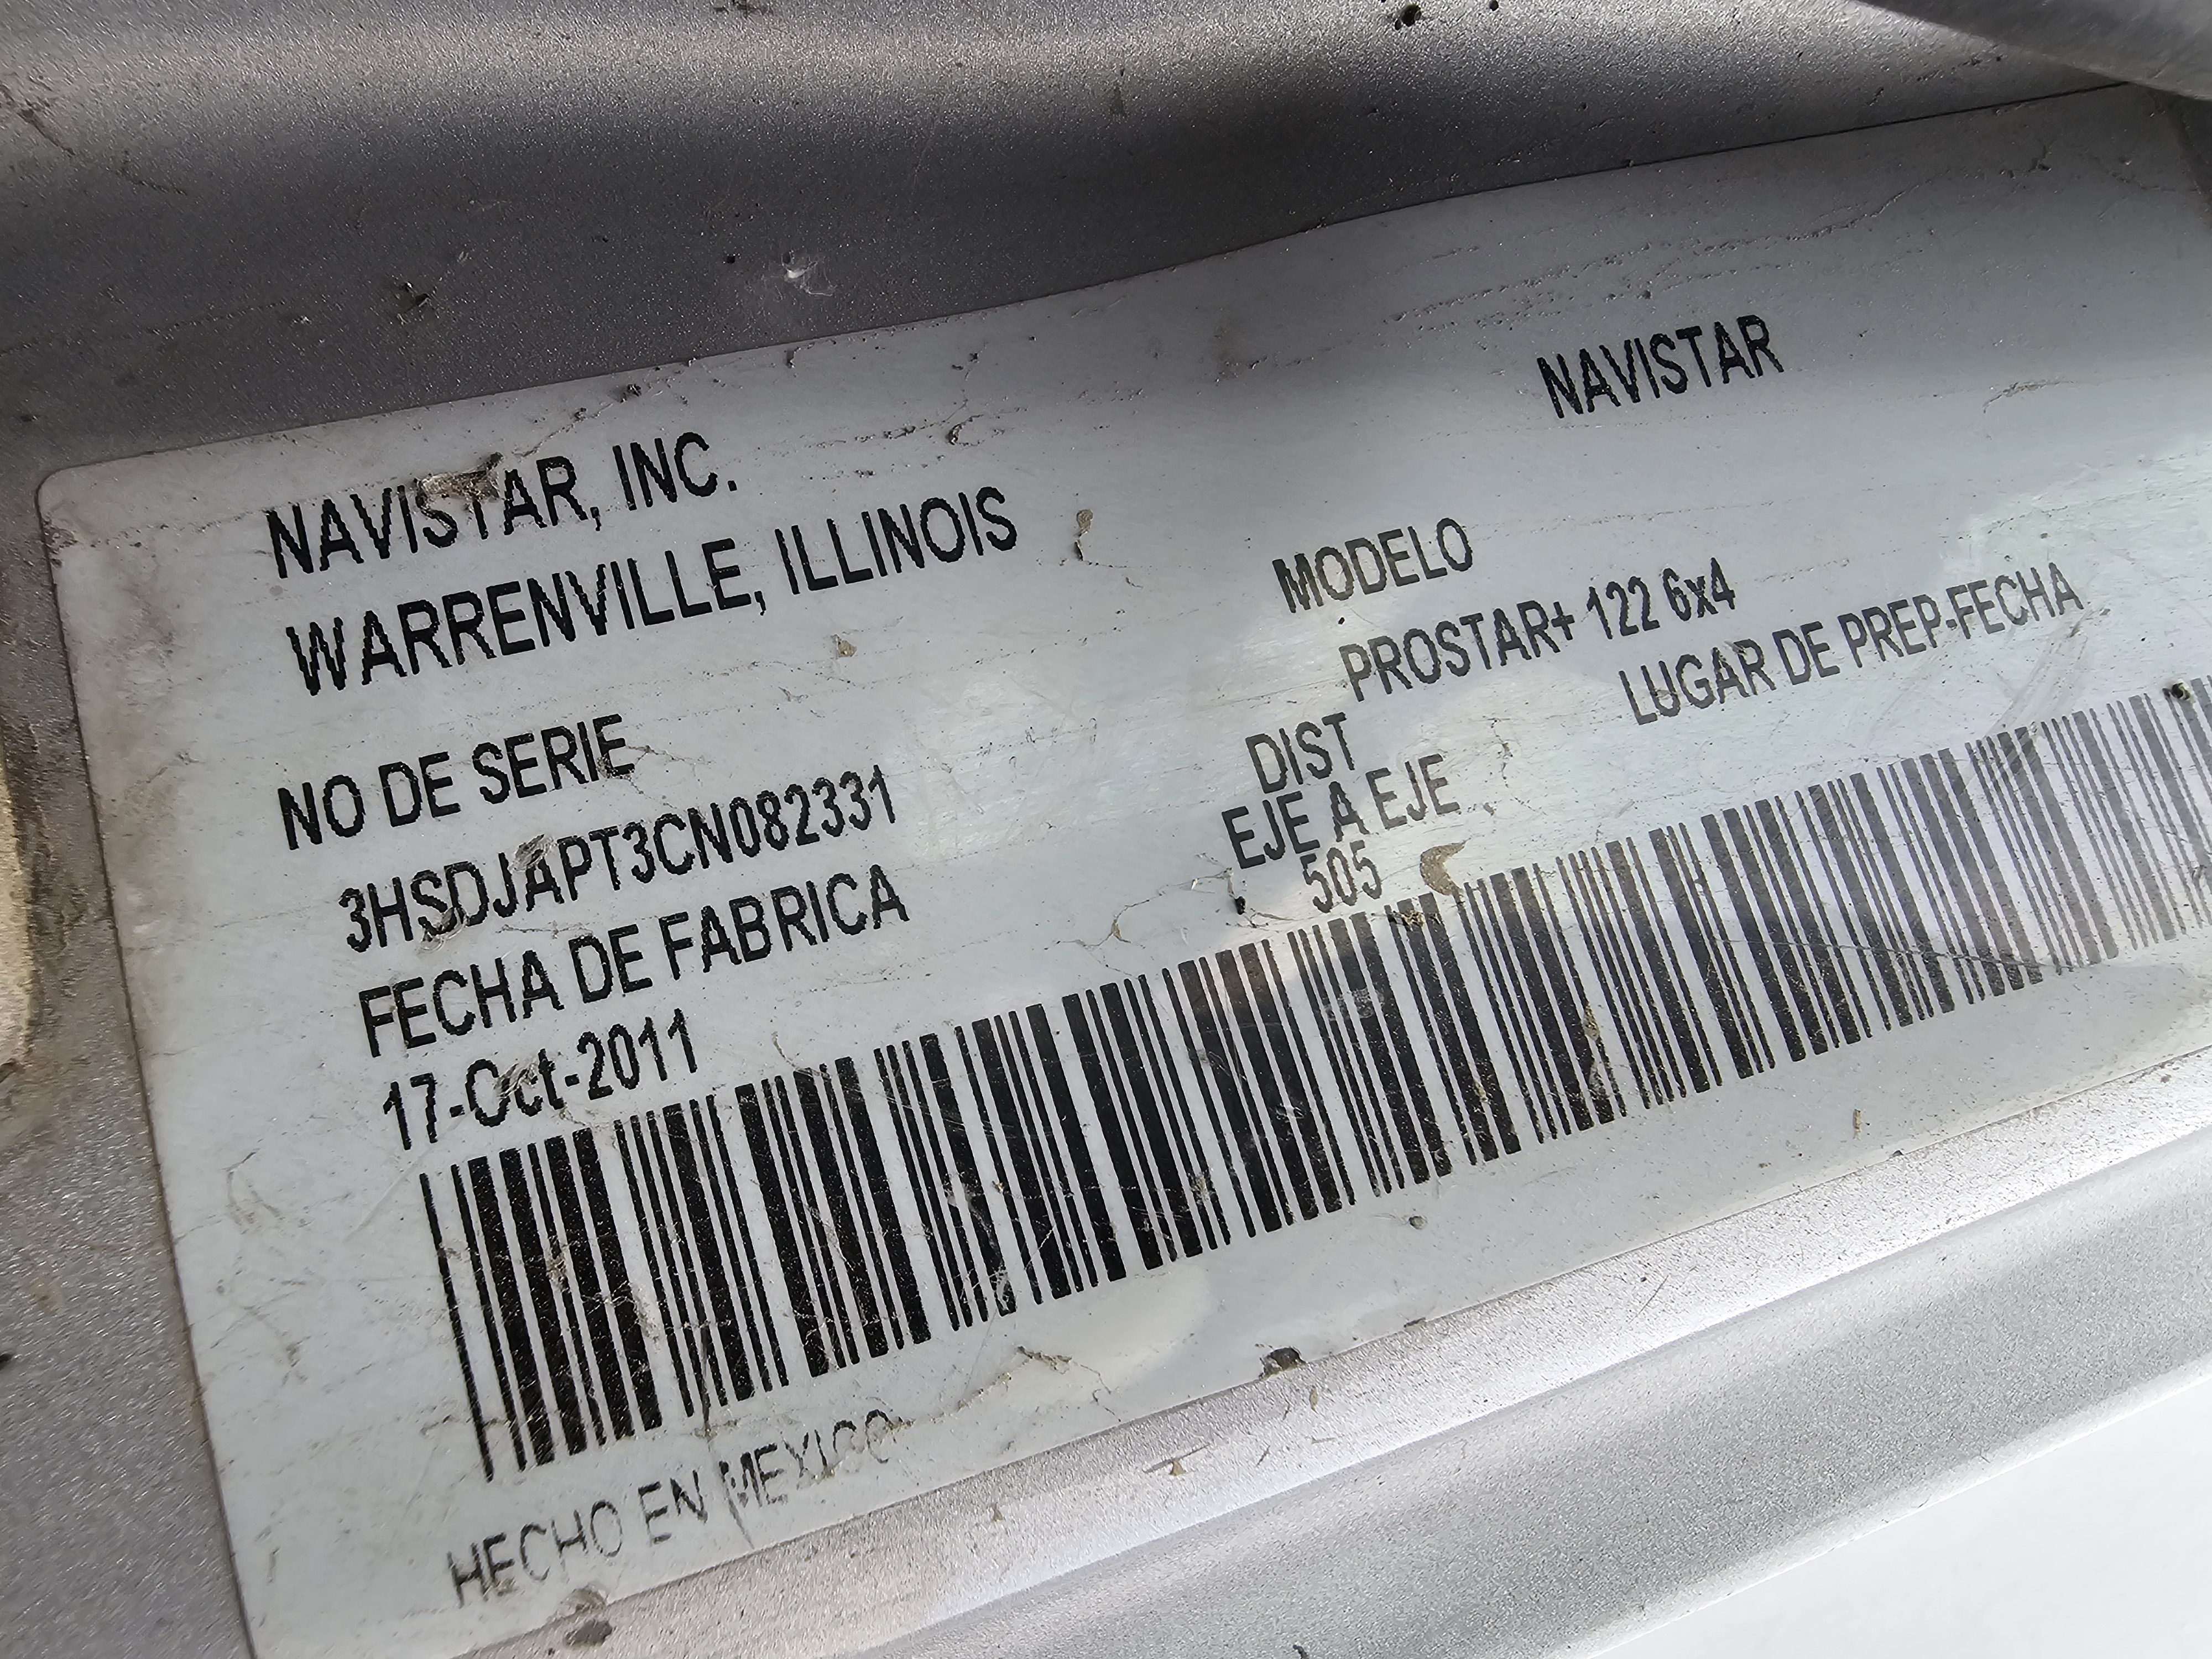 NAVISTAR, INC.
WARRENVILLE, ILLINOIS
NAVISTAR
NO DE SERIE
3HSDJAPT3CN082331
FECHA DE FABRICA
17-Oct-2011
MODELO
PROSTAR+ 122 6x4
DIST
EJE A EJE
505
LUGAR DE PREP-FECHA
HECHO EN MEXICO